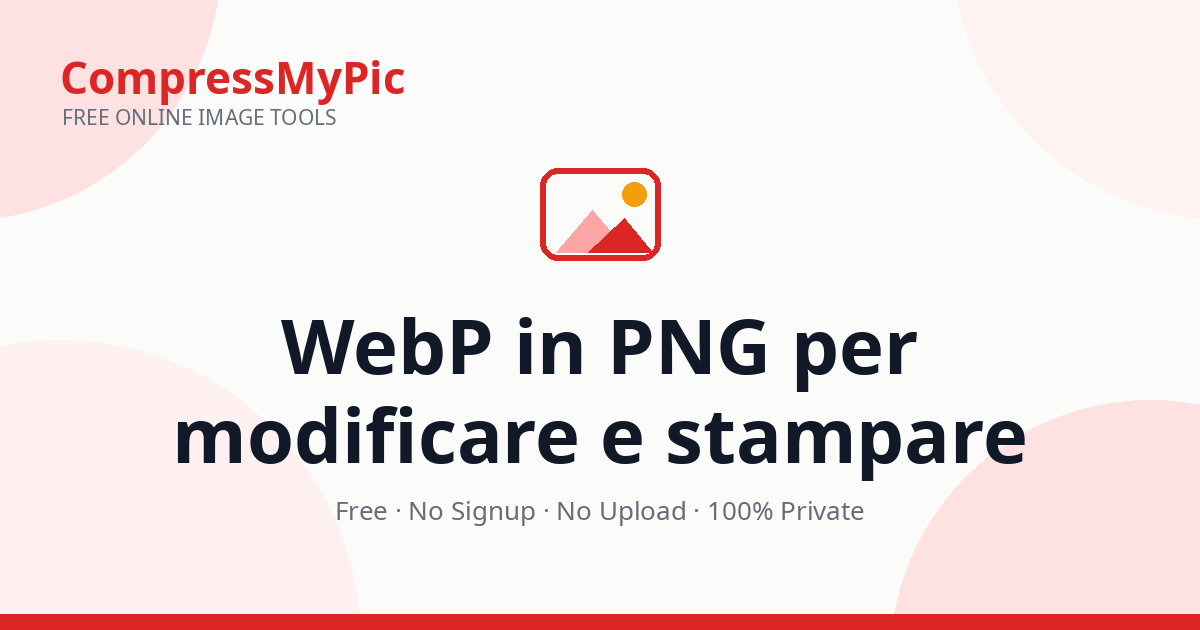 CompressMyPic
FREE ONLINE IMAGE TOOLS
WebP in PNG per
modificare e stampare
Free · No Signup · No Upload · 100% Private